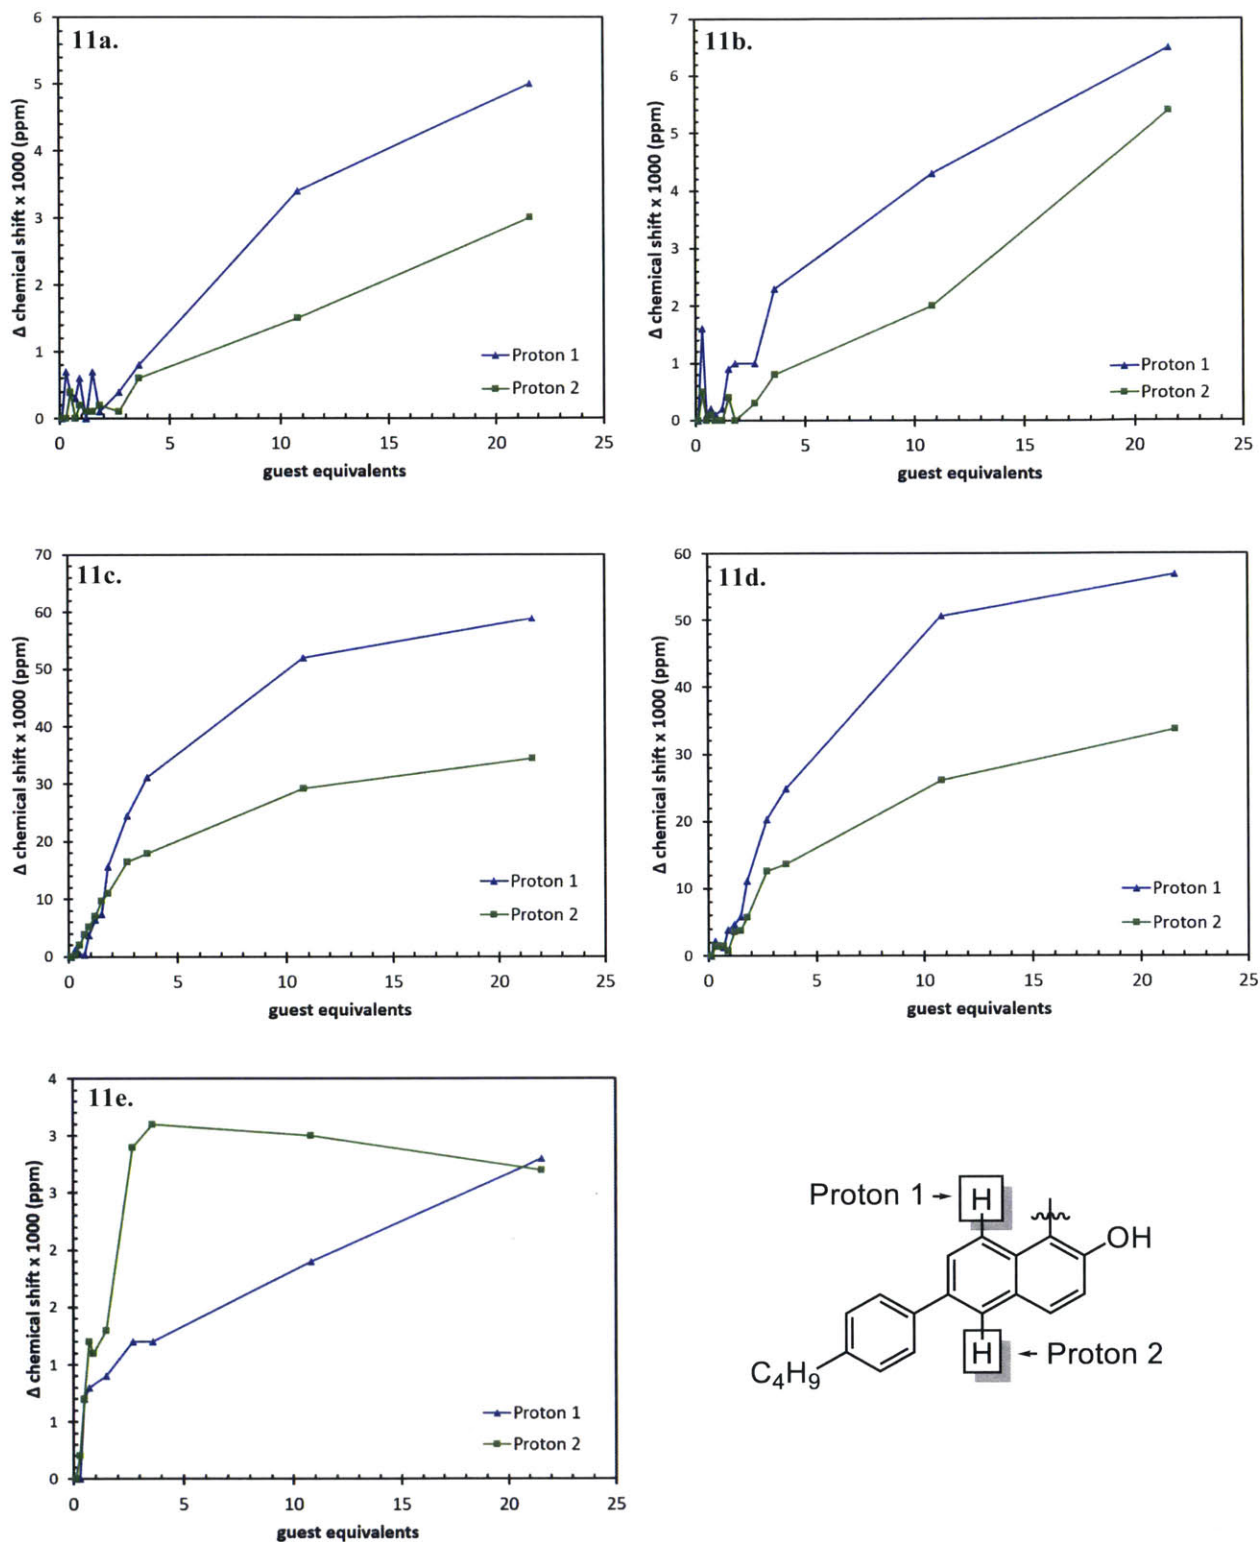 11a.
6
5
4
3
2
1
0
0 5 10 15 20 25
Δ chemical shift x 1000 (ppm)
guest equivalents
Proton 1
Proton 2
11b.
7
6
5
4
3
2
1
0
0 5 10 15 20 25
Δ chemical shift x 1000 (ppm)
guest equivalents
Proton 1
Proton 2
11c.
70
60
50
40
30
20
10
0
0 5 10 15 20 25
Δ chemical shift x 1000 (ppm)
guest equivalents
Proton 1
Proton 2
11d.
60
50
40
30
20
10
0
0 5 10 15 20 25
Δ chemical shift x 1000 (ppm)
guest equivalents
Proton 1
Proton 2
11e.
4
3
3
2
2
1
1
0
0 5 10 15 20 25
Δ chemical shift x 1000 (ppm)
guest equivalents
Proton 1
Proton 2
Proton 1
H
OH
H
Proton 2
C4H9